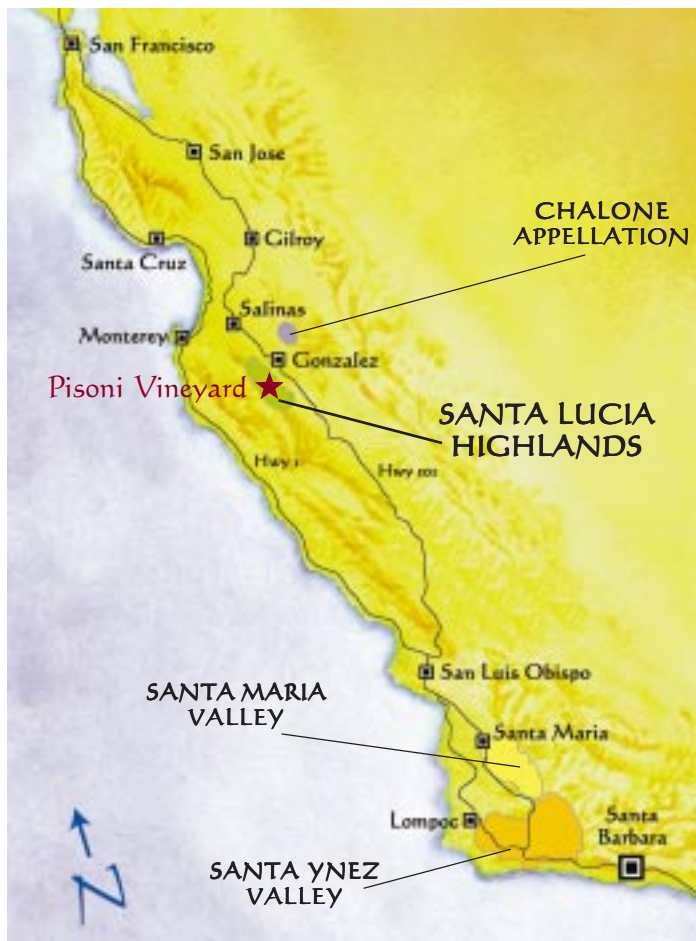 San Francisco
San Jose
CHALONE
APPELLATION
Gilroy
Santa Cruz
Salinas
Monterey
Gonzalez
Pisoni Vineyard
SANTA LUCIA
HIGHLANDS
Hwy 1
Hwy 101
San Luis Obispo
SANTA MARIA
VALLEY
Santa Maria
Lompoc
Santa
Barbara
SANTA YNEZ
VALLEY
N